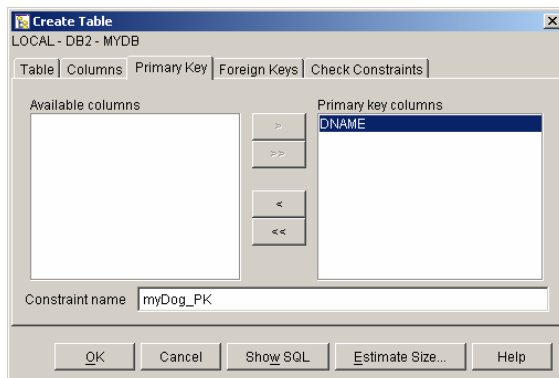 Create Table
LOCAL - DB2 - MYDB
Table Columns Primary Key Foreign Keys Check Constraints
Available columns Primary key columns
DNAME
>
>>
<
<<
Constraint name myDog_PK
OK Cancel Show SQL Estimate Size... Help